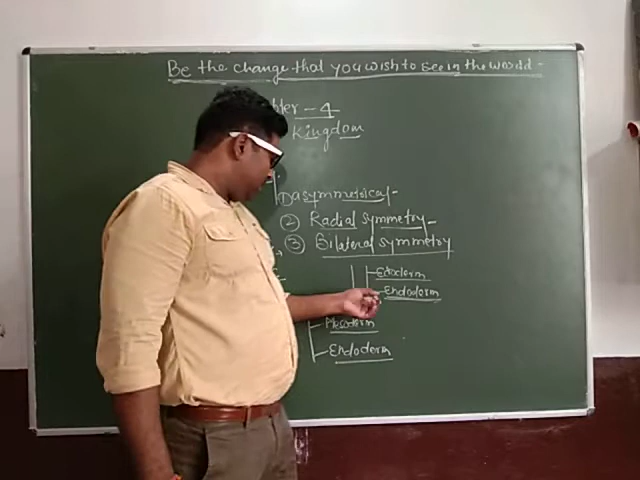 Be the change that you wish to see in the world -
pter - 4
Kingdom
① asymmetrical -
② Radial symmetry -
③ Bilateral symmetry
Ectoderm
Endoderm
Mesoderm
Endoderm